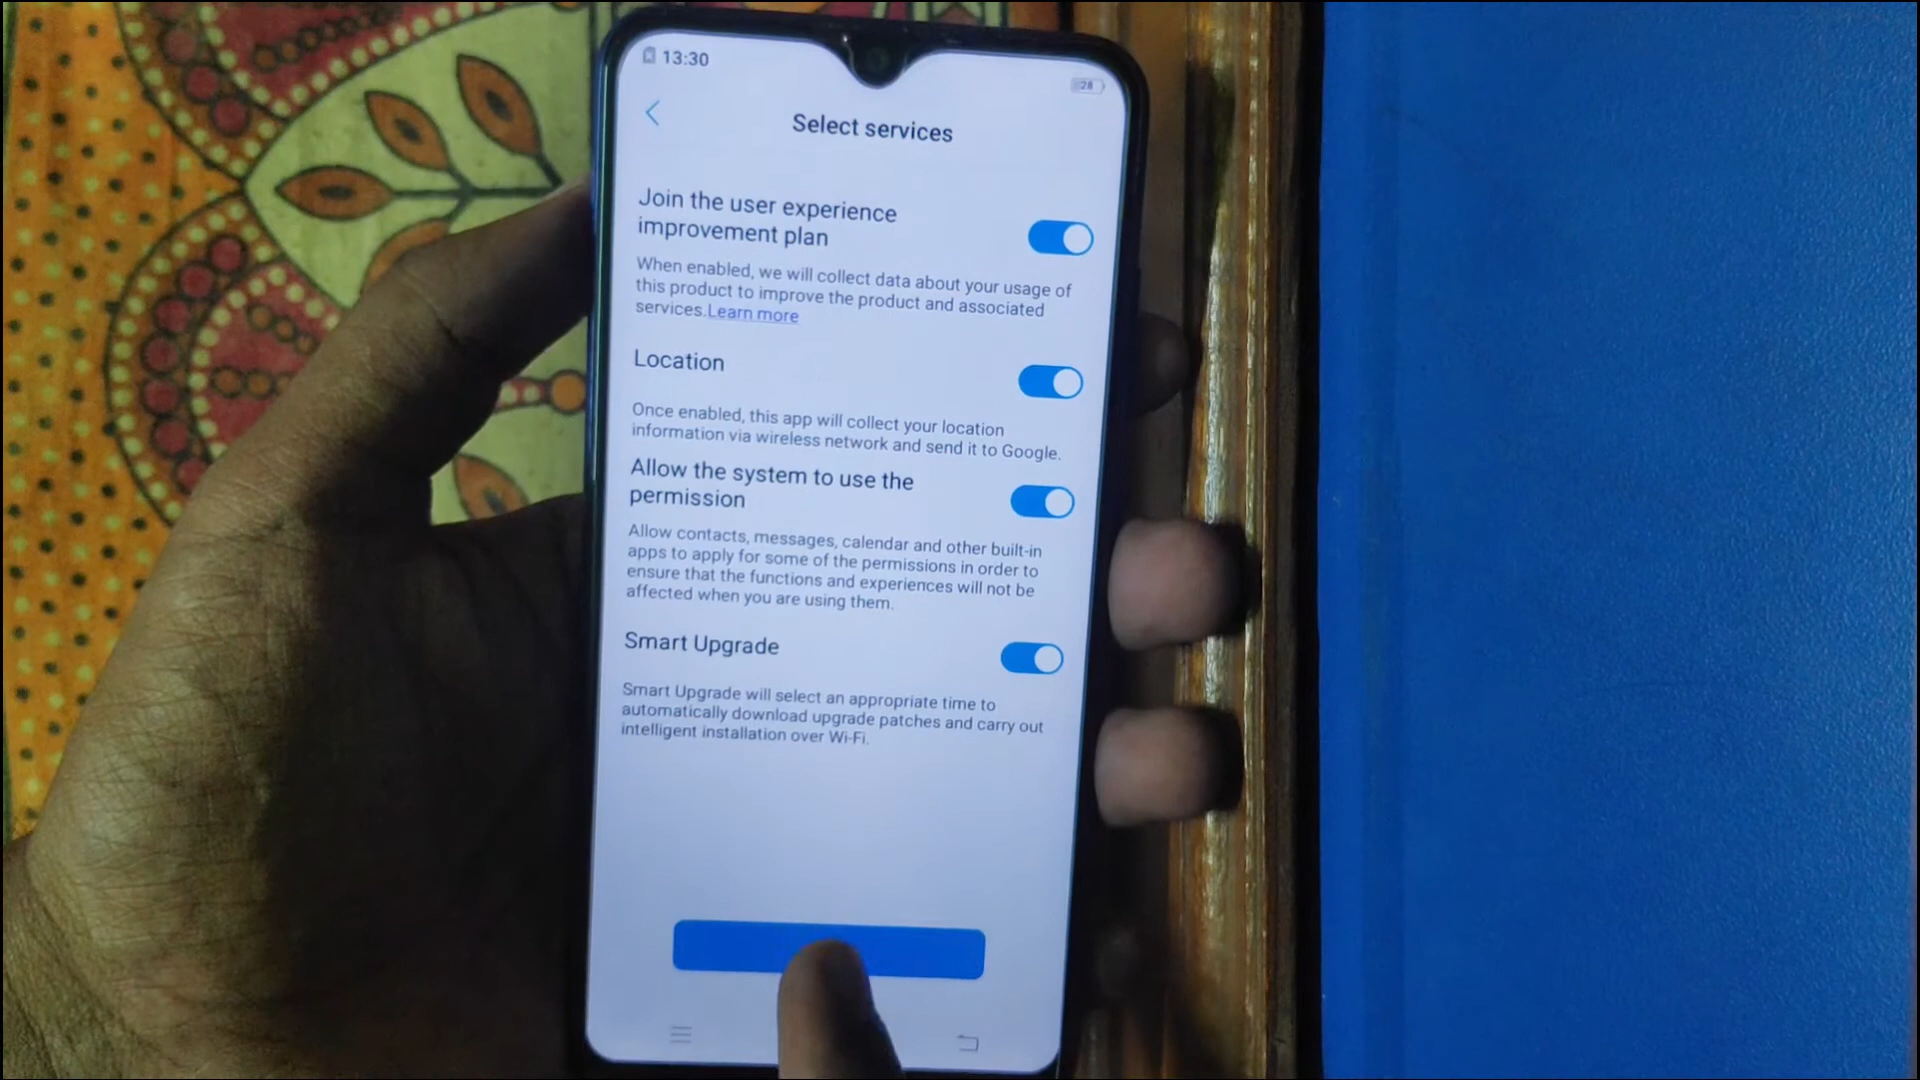 13:30
28
Select services
Join the user experience
improvement plan
When enabled, we will collect data about your usage of
this product to improve the product and associated
services.Learn more
Location
Once enabled, this app will collect your location
information via wireless network and send it to Google.
Allow the system to use the
permission
Allow contacts, messages, calendar and other built-in
apps to apply for some of the permissions in order to
ensure that the functions and experiences will not be
affected when you are using them.
Smart Upgrade
Smart Upgrade will select an appropriate time to
automatically download upgrade patches and carry out
intelligent installation over Wi-Fi.